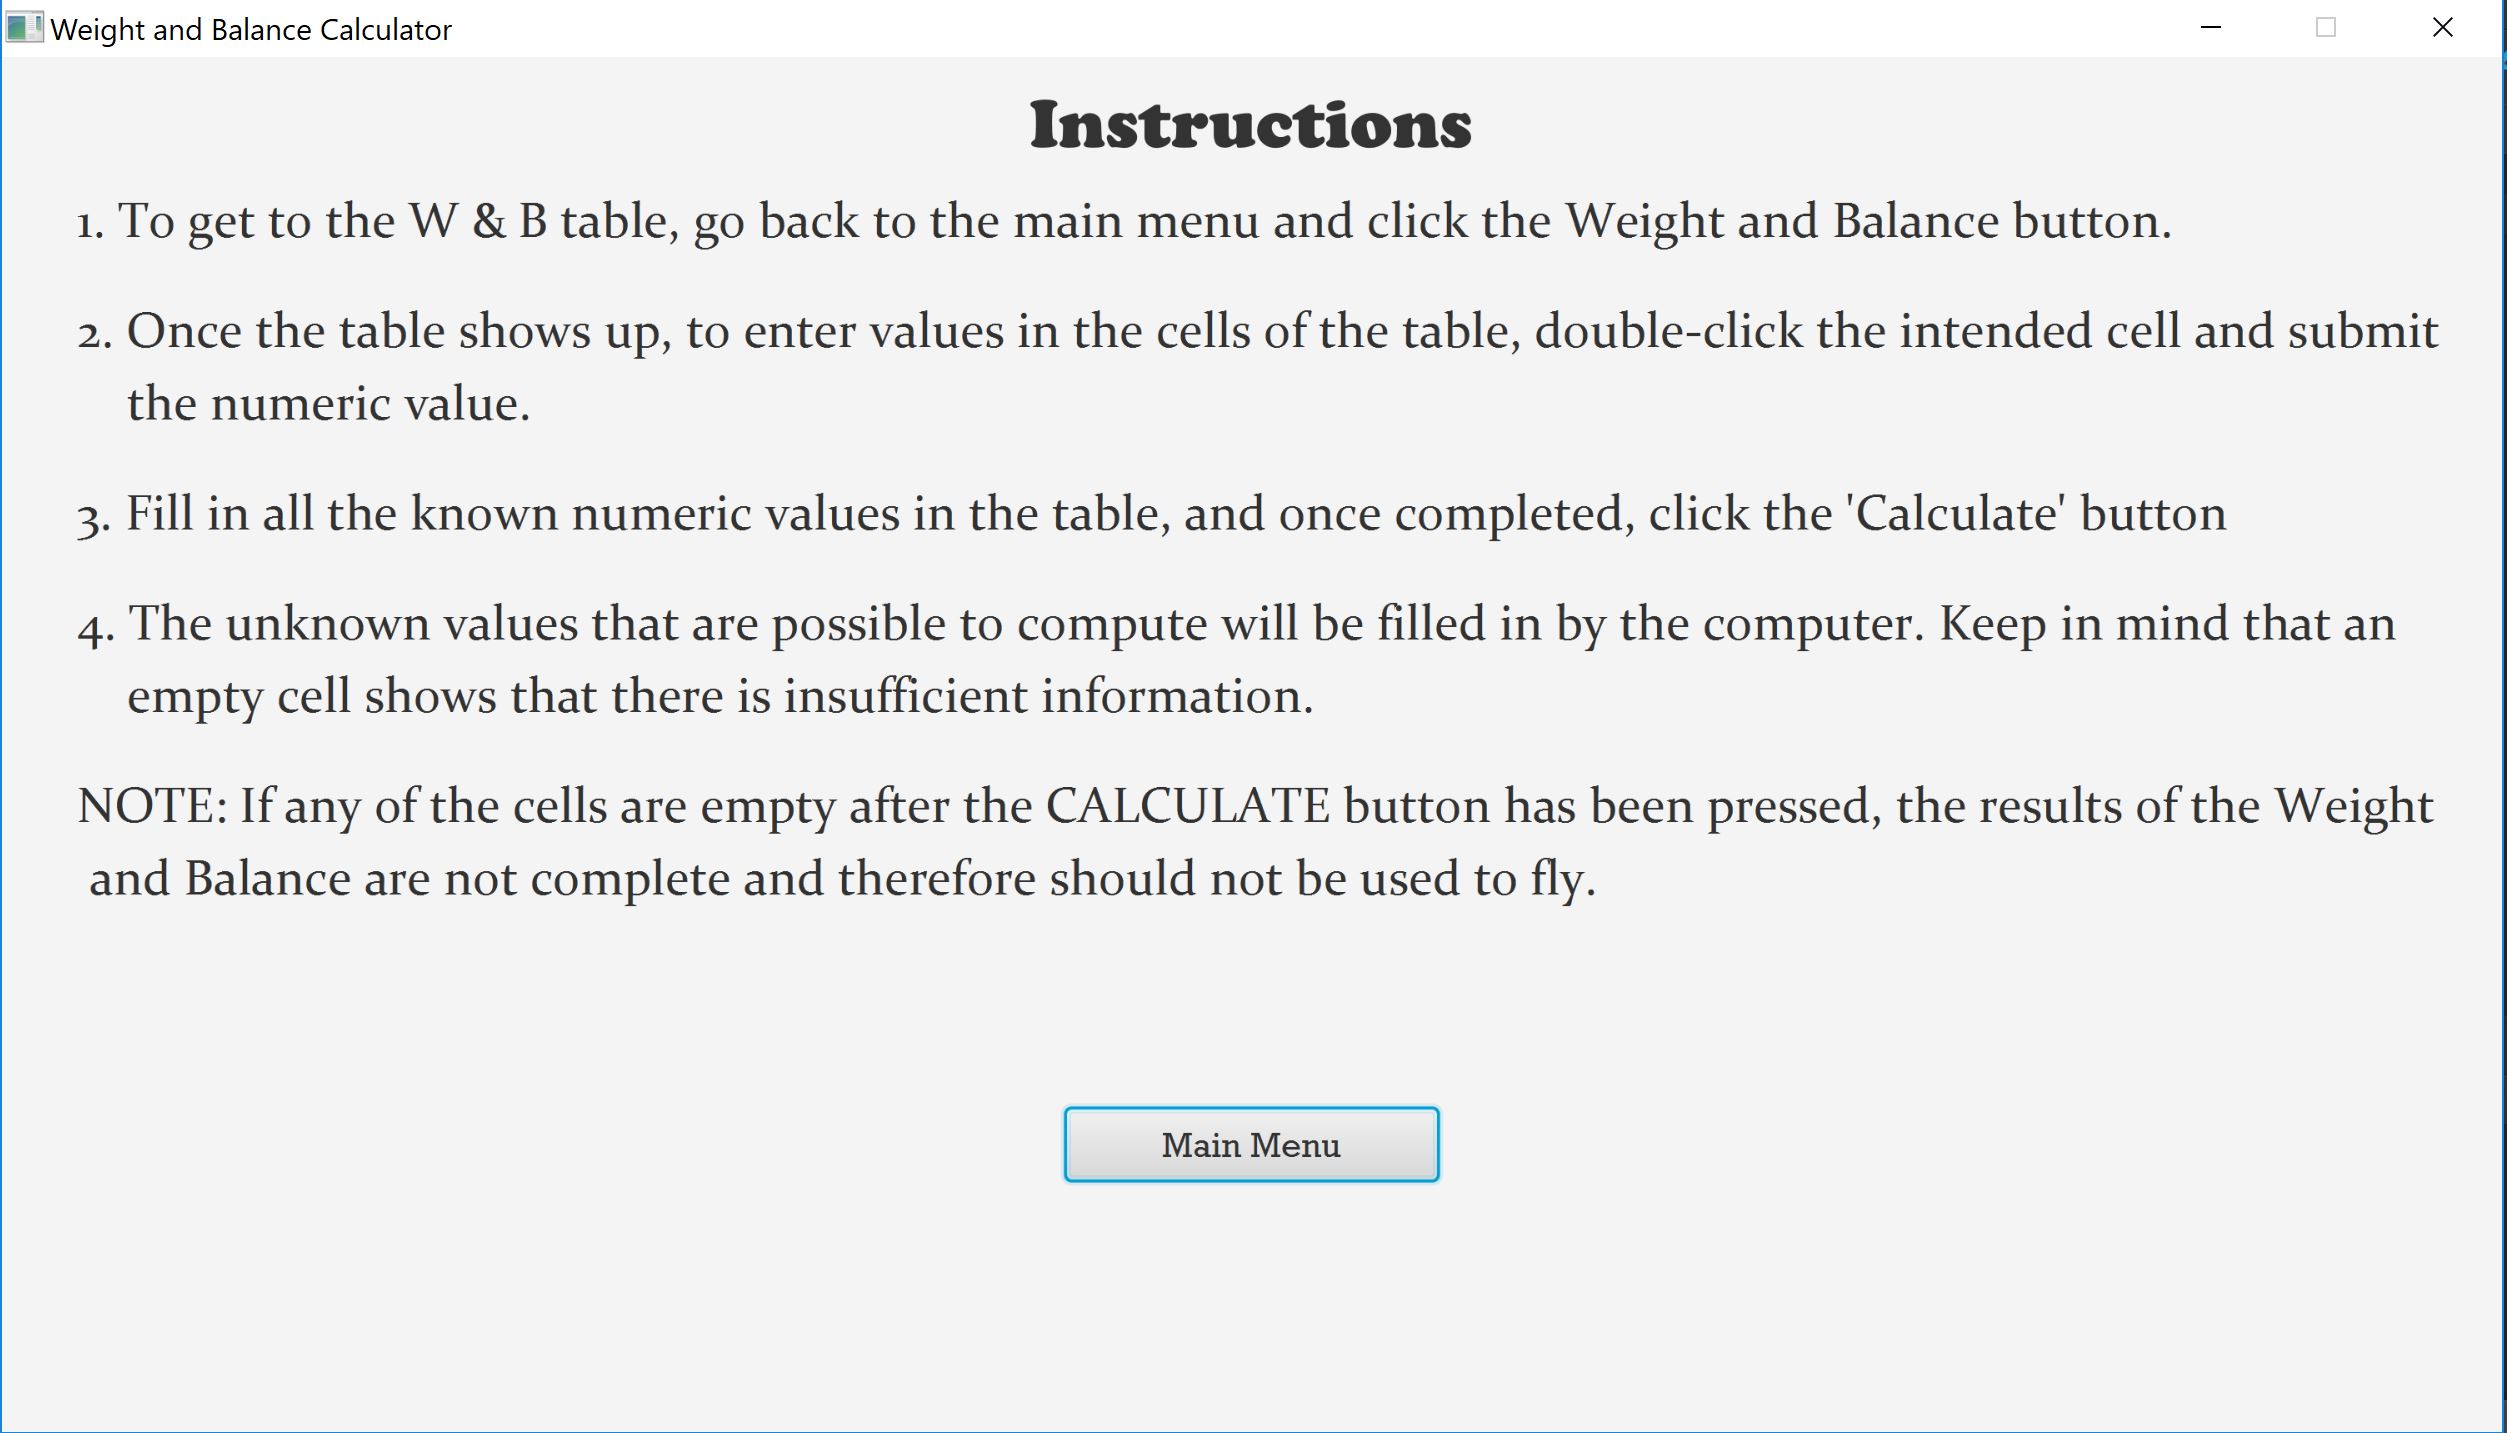 Weight and Balance Calculator
Instructions
1. To get to the W & B table, go back to the main menu and click the Weight and Balance button.
2. Once the table shows up, to enter values in the cells of the table, double-click the intended cell and submit
the numeric value.
3. Fill in all the known numeric values in the table, and once completed, click the 'Calculate' button
4. The unknown values that are possible to compute will be filled in by the computer. Keep in mind that an
empty cell shows that there is insufficient information.
NOTE: If any of the cells are empty after the CALCULATE button has been pressed, the results of the Weight
and Balance are not complete and therefore should not be used to fly.
Main Menu